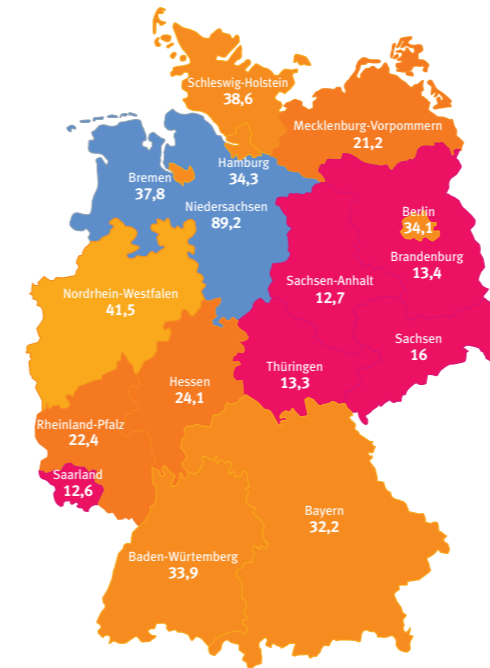 Schleswig-Holstein
38,6
Mecklenburg-Vorpommern
21,2
Hamburg
34,3
Bremen
37,8
Niedersachsen
89,2
Berlin
34,1
Brandenburg
13,4
Sachsen-Anhalt
12,7
Nordrhein-Westfalen
41,5
Sachsen
16
Thüringen
13,3
Hessen
24,1
Rheinland-Pfalz
22,4
Saarland
12,6
Bayern
32,2
Baden-Würtemberg
33,9